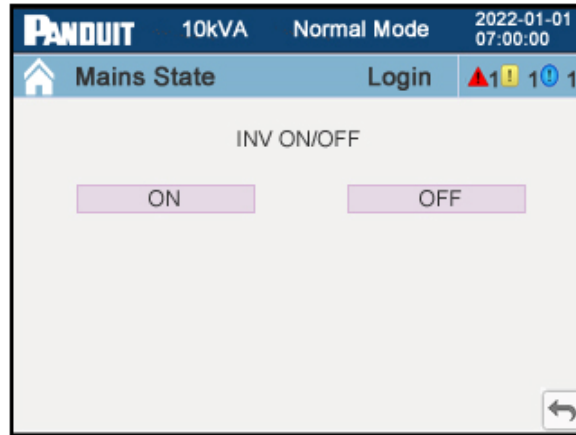 PANDUIT 10kVA Normal Mode 2022-01-01
07:00:00
Mains State Login 1 ! 1 ! 1
INV ON/OFF
ON OFF